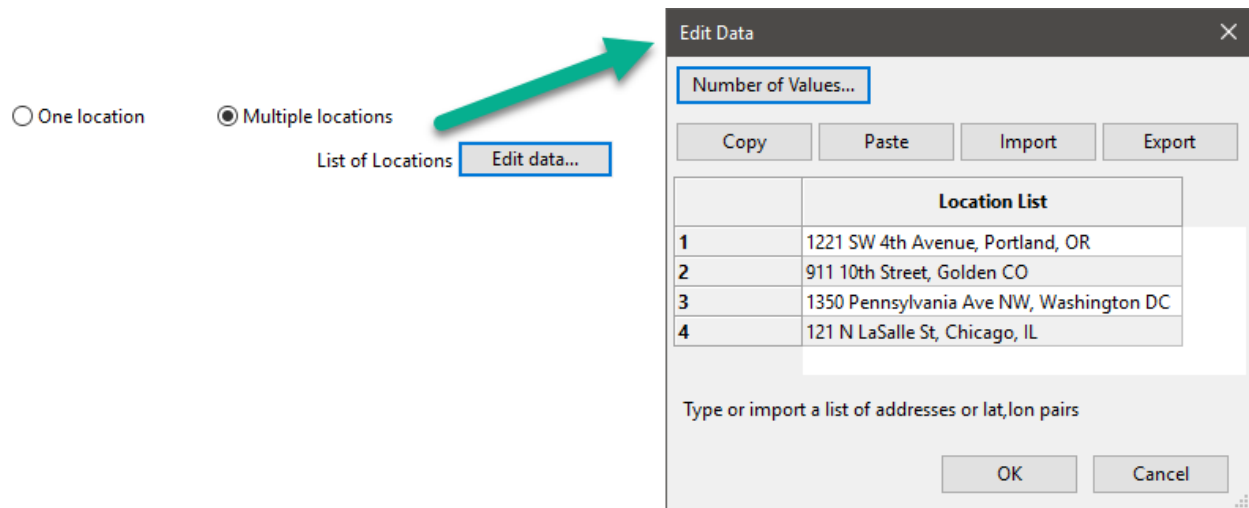 One location
Multiple locations
List of Locations
Edit data...
Edit Data
Number of Values...
Copy
Paste
Import
Export
Location List
1 1221 SW 4th Avenue, Portland, OR
2 911 10th Street, Golden CO
3 1350 Pennsylvania Ave NW, Washington DC
4 121 N LaSalle St, Chicago, IL
Type or import a list of addresses or lat,lon pairs
OK
Cancel